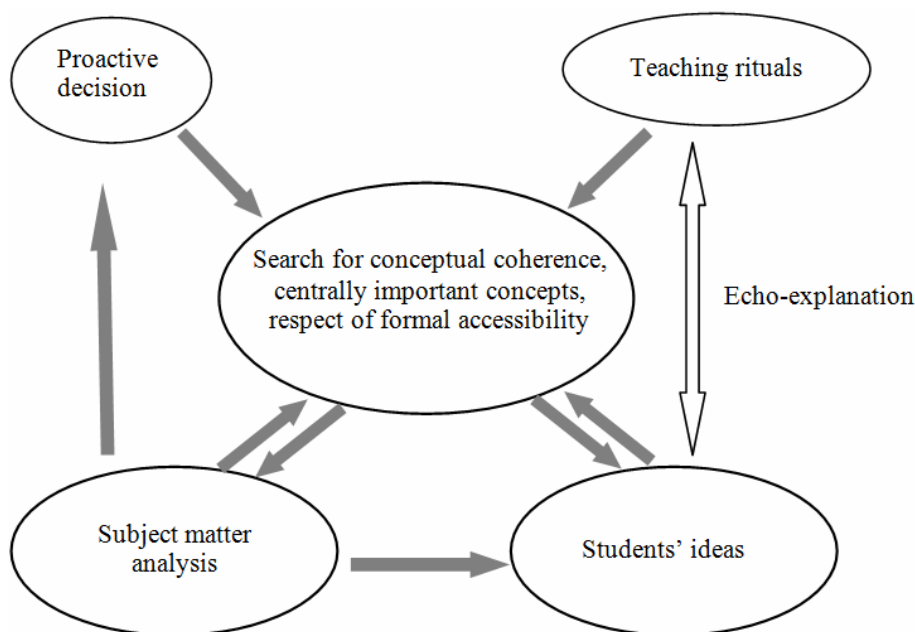 Proactive
decision
Teaching rituals
Search for conceptual coherence,
centrally important concepts,
respect of formal accessibility
Echo-explanation
Subject matter
analysis
Students’ ideas